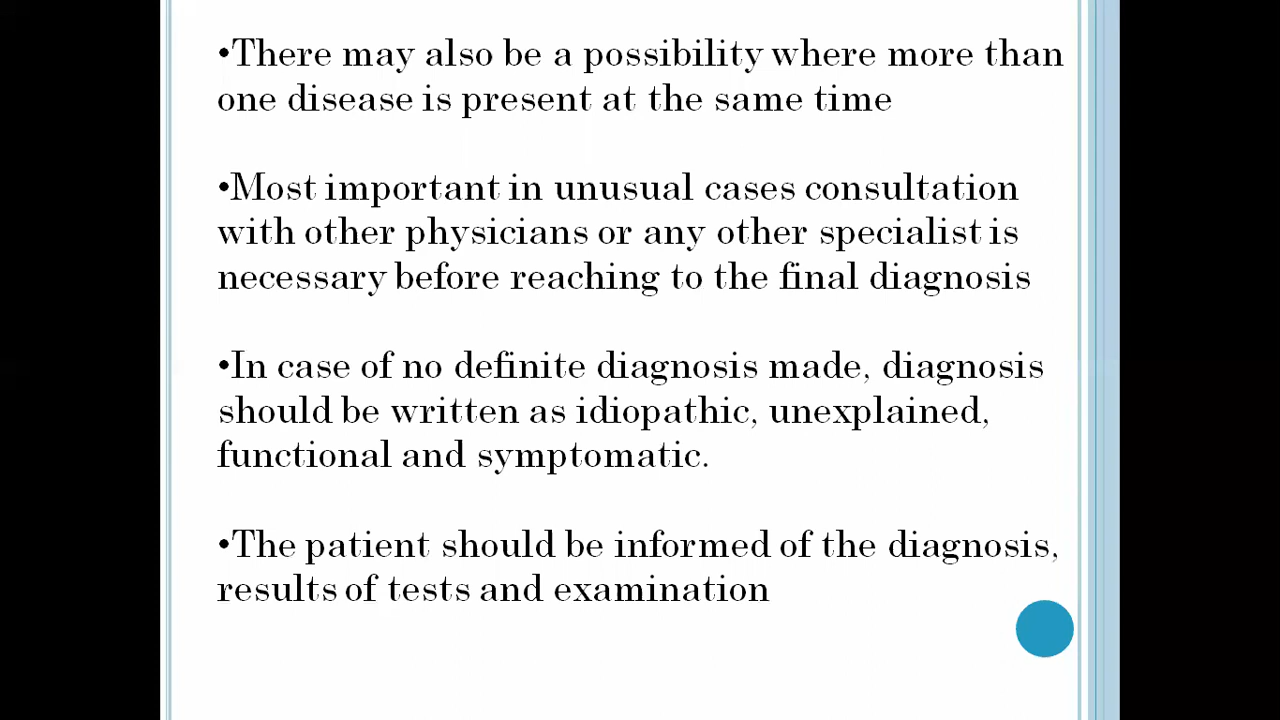 •There may also be a possibility where more than
one disease is present at the same time
•Most important in unusual cases consultation
with other physicians or any other specialist is
necessary before reaching to the final diagnosis
•In case of no definite diagnosis made, diagnosis
should be written as idiopathic, unexplained,
functional and symptomatic.
•The patient should be informed of the diagnosis,
results of tests and examination